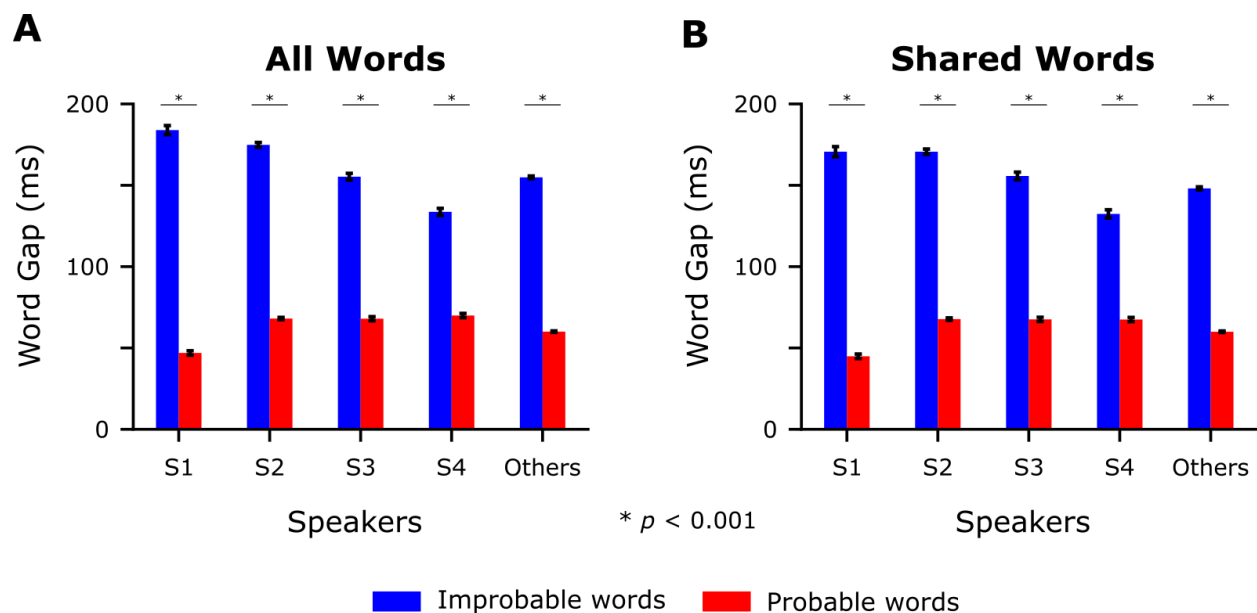 A
All Words
* * * * *
200
100
0
Word Gap (ms)
S1 S2 S3 S4 Others
Speakers
B
Shared Words
* * * * *
200
100
0
Word Gap (ms)
S1 S2 S3 S4 Others
Speakers
* p < 0.001
Improbable words Probable words